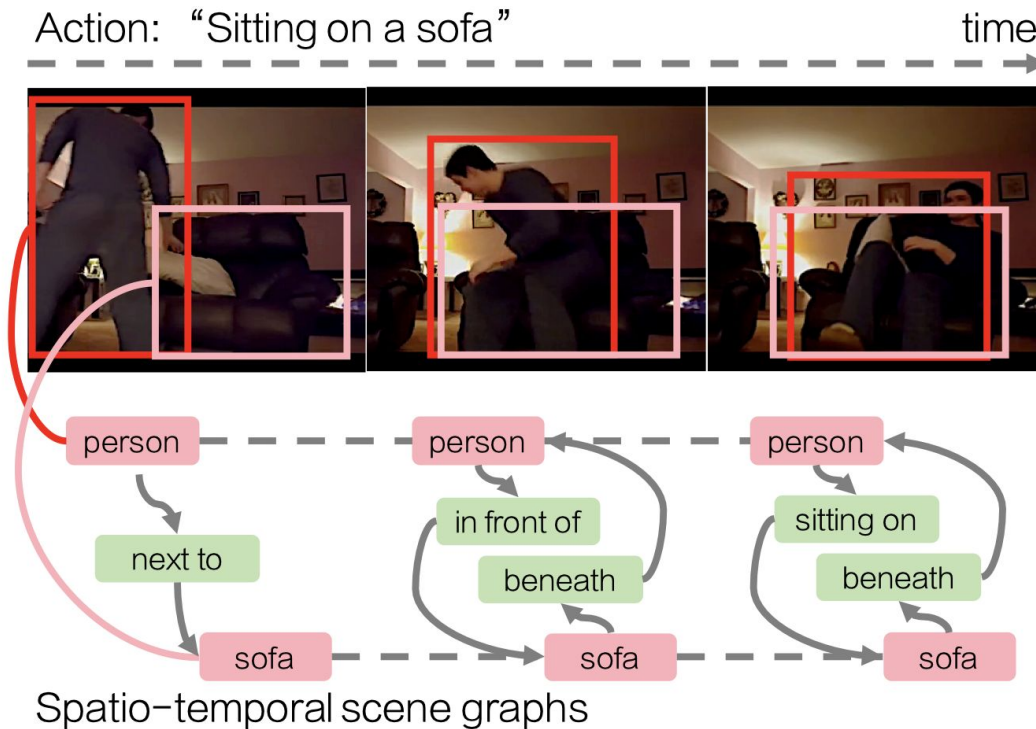 Action: “Sitting on a sofa” time
person person person
in front of sitting on
next to beneath beneath
sofa sofa sofa
Spatio-temporal scene graphs